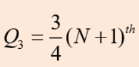 Q₃ = 3/4 (N + 1)ᵗʰ